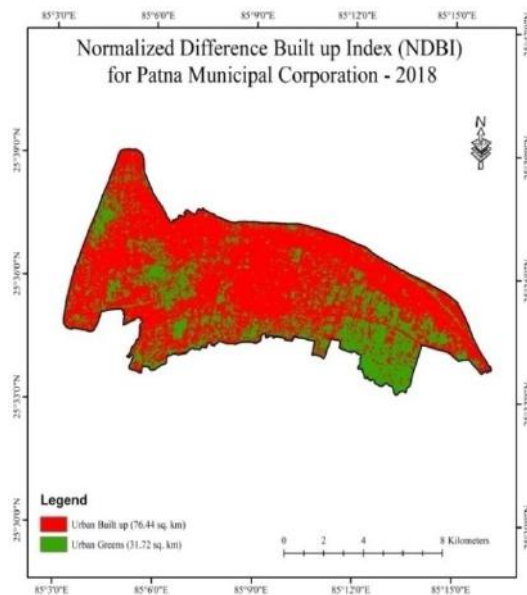 85°3'0"E 85°6'0"E 85°9'0"E 85°12'0"E 85°15'0"E
Normalized Difference Built up Index (NDBI)
for Patna Municipal Corporation - 2018
N
25°39'0"N
25°36'0"N
25°33'0"N
25°30'0"N
Legend
Urban Built up (76.44 sq. km)
Urban Greens (31.72 sq. km)
0 2 4 8 Kilometers
85°3'0"E 85°6'0"E 85°9'0"E 85°12'0"E 85°15'0"E